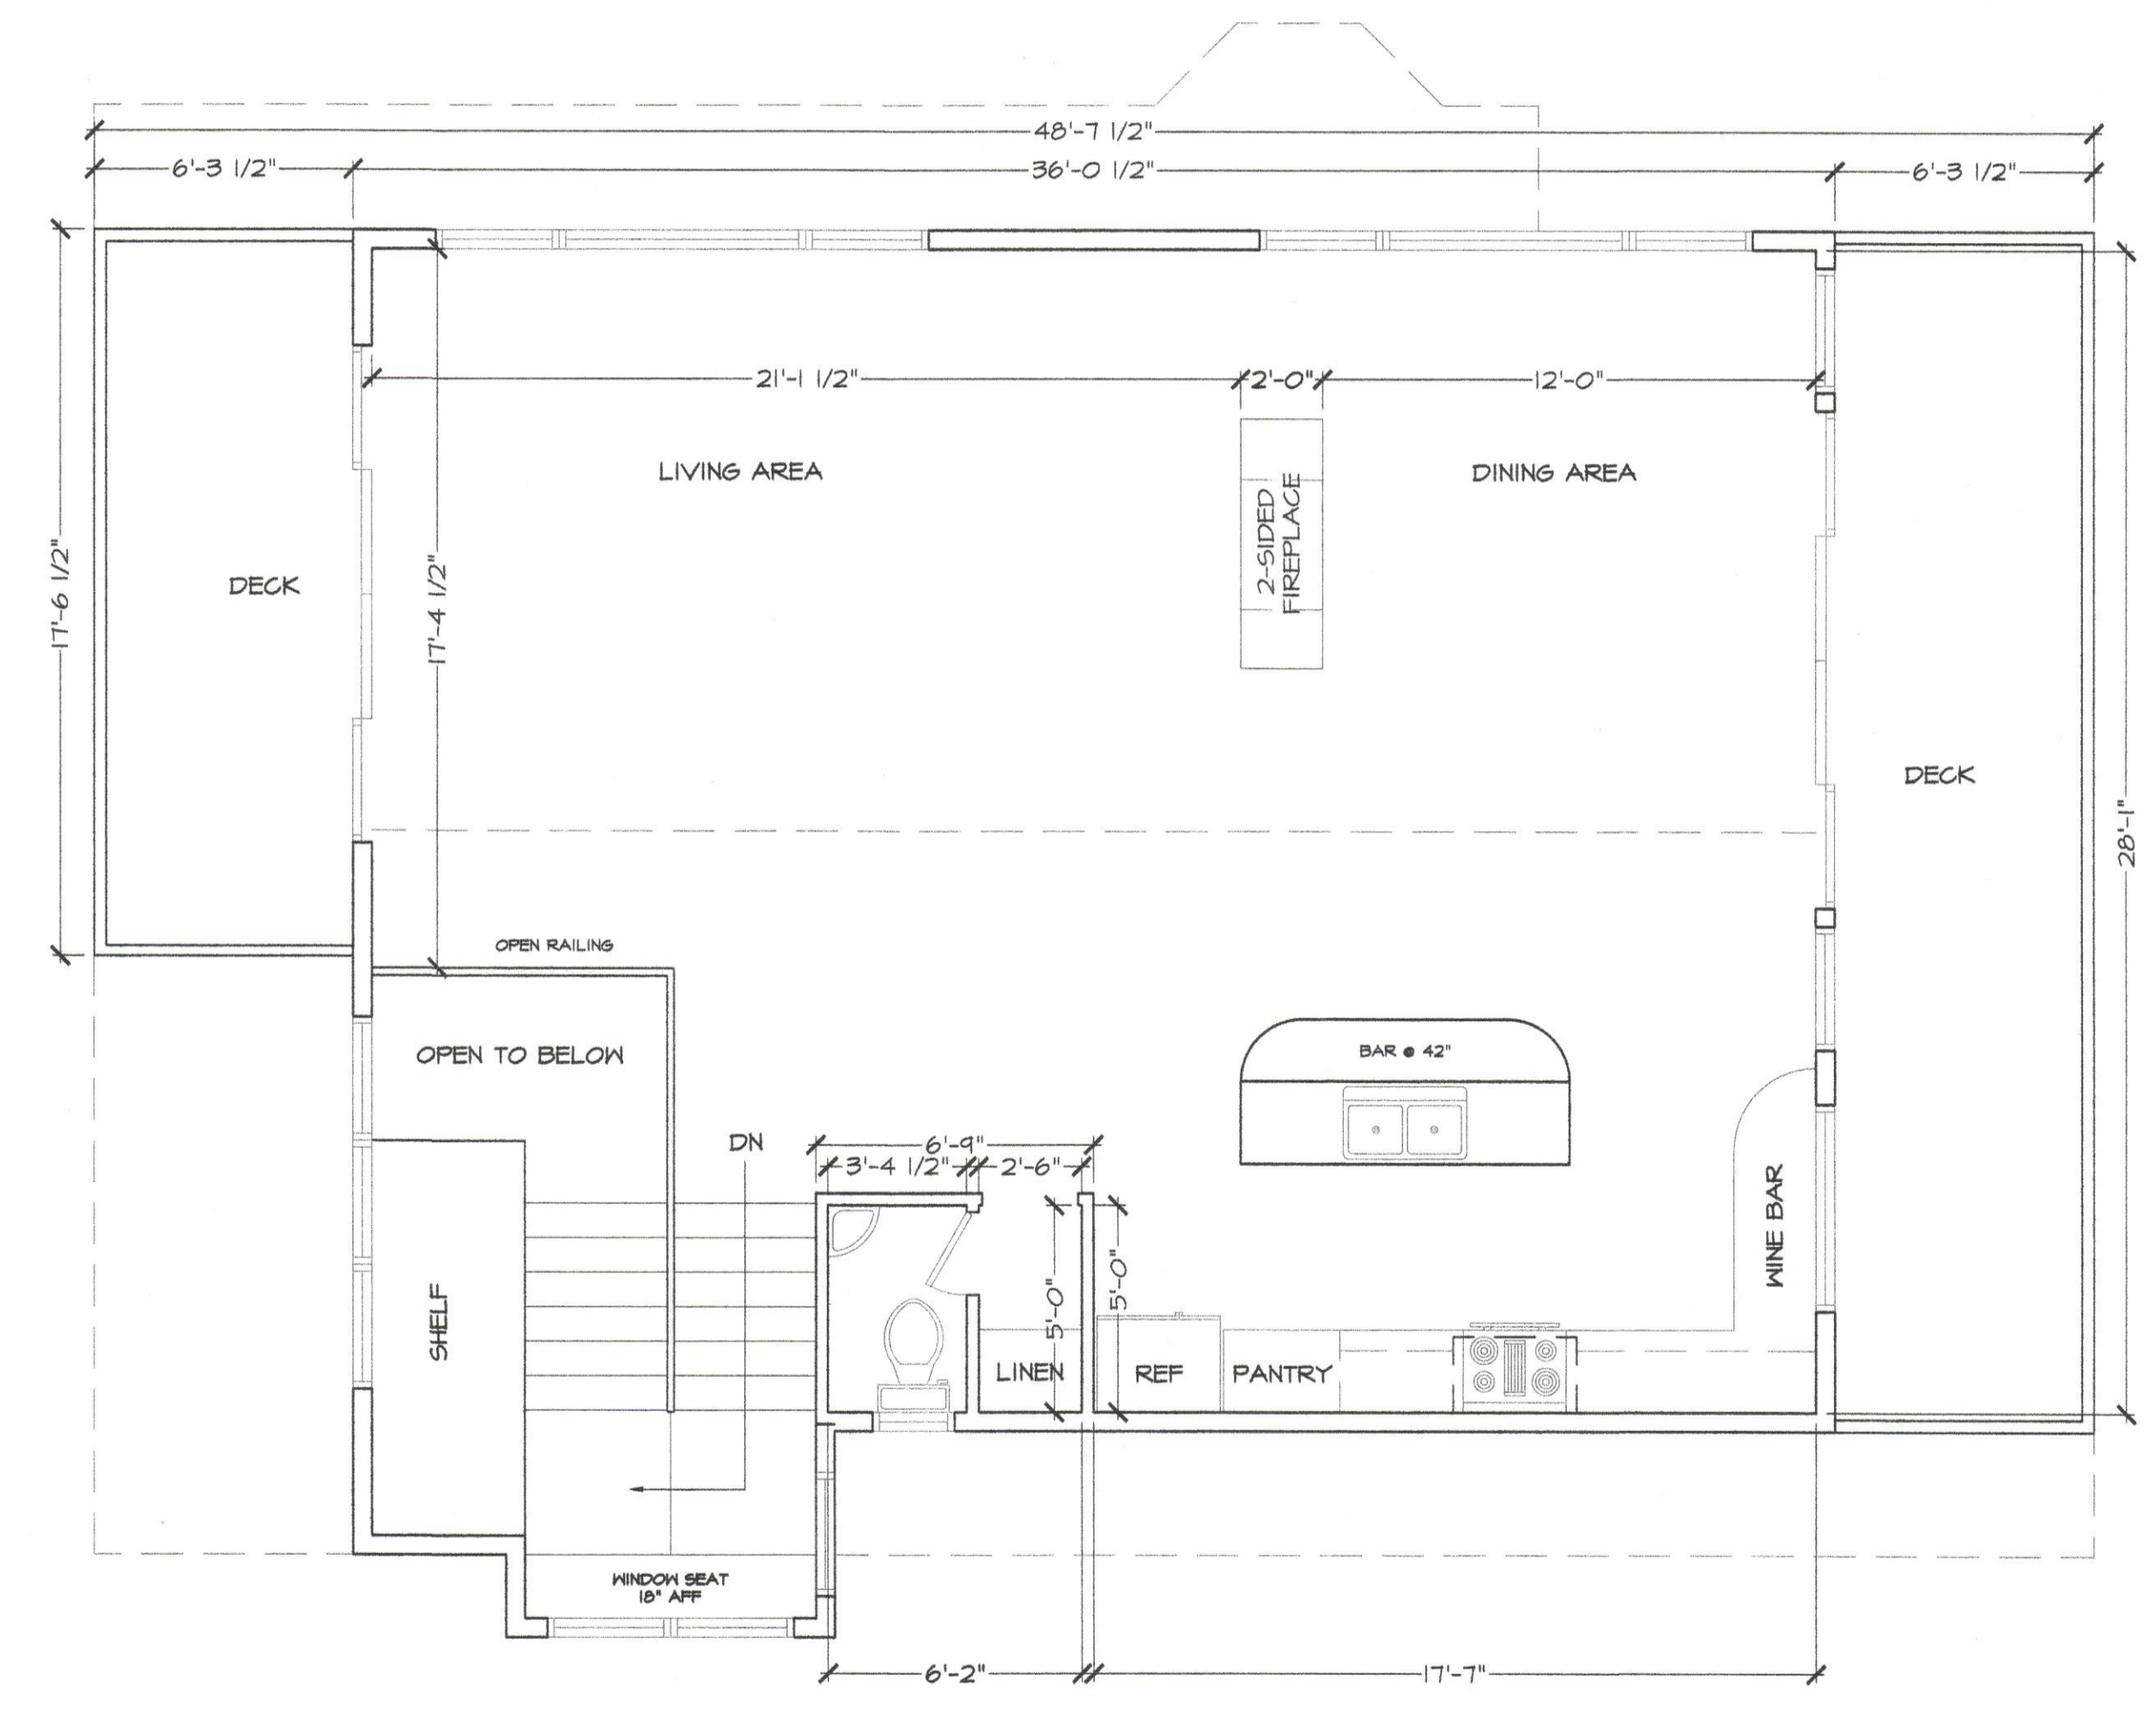 48'-7 1/2"
6'-3 1/2"
36'-0 1/2"
6'-3 1/2"
21'-1 1/2"
2'-0"
12'-0"
LIVING AREA
DINING AREA
2-SIDED
FIREPLACE
17'-6 1/2"
DECK
17'-4 1/2"
DECK
28'-1"
OPEN RAILING
OPEN TO BELOW
BAR @ 42"
DN
6'-9"
3'-4 1/2"
2'-6"
WINE BAR
5'-0"
5'-0"
SHELF
LINEN
REF
PANTRY
WINDOW SEAT
18" AFF
6'-2"
17'-7"